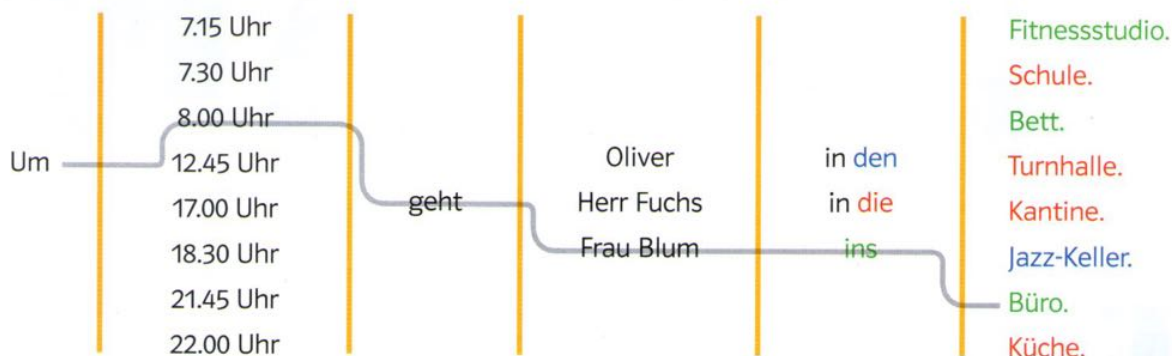 7.15 Uhr Fitnessstudio.
7.30 Uhr Schule.
8.00 Uhr Bett.
Um 12.45 Uhr Oliver in den Turnhalle.
17.00 Uhr geht Herr Fuchs in die Kantine.
18.30 Uhr Frau Blum ins Jazz-Keller.
21.45 Uhr Büro.
22.00 Uhr Küche.